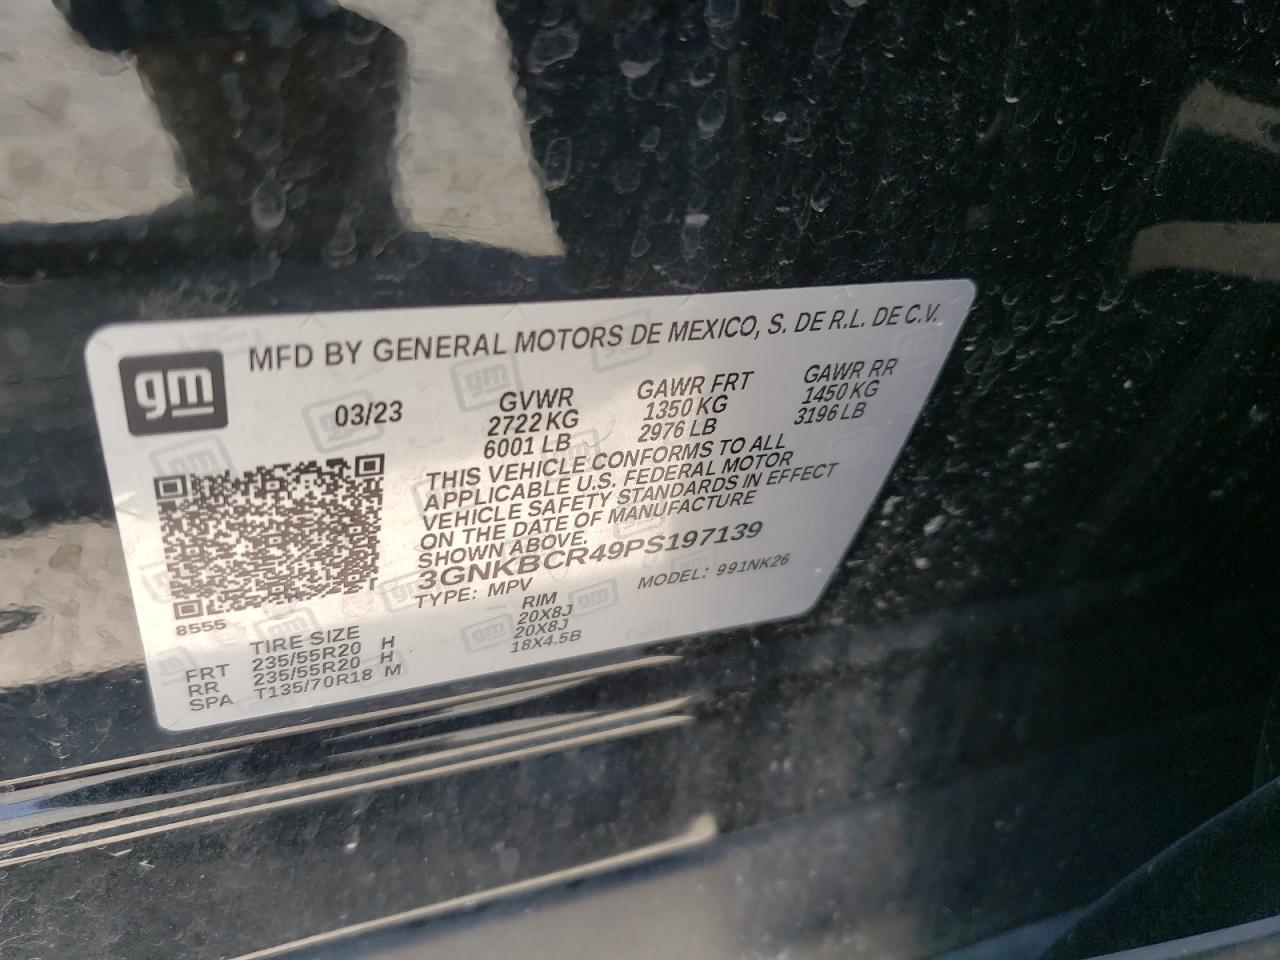 gm
MFD BY GENERAL MOTORS DE MEXICO, S. DE R.L. DE C.V.
03/23
GVWR GAWR FRT GAWR RR
2722 KG 1350 KG 1450 KG
6001 LB 2976 LB 3196 LB
THIS VEHICLE CONFORMS TO ALL
APPLICABLE U.S. FEDERAL MOTOR
VEHICLE SAFETY STANDARDS IN EFFECT
ON THE DATE OF MANUFACTURE
SHOWN ABOVE.
3GNKBCR49PS197139
TYPE: MPV MODEL: 991NK26
8555
TIRE SIZE RIM
FRT 235/55R20 H 20X8J
RR 235/55R20 H 20X8J
SPA T135/70R18 M 18X4.5B